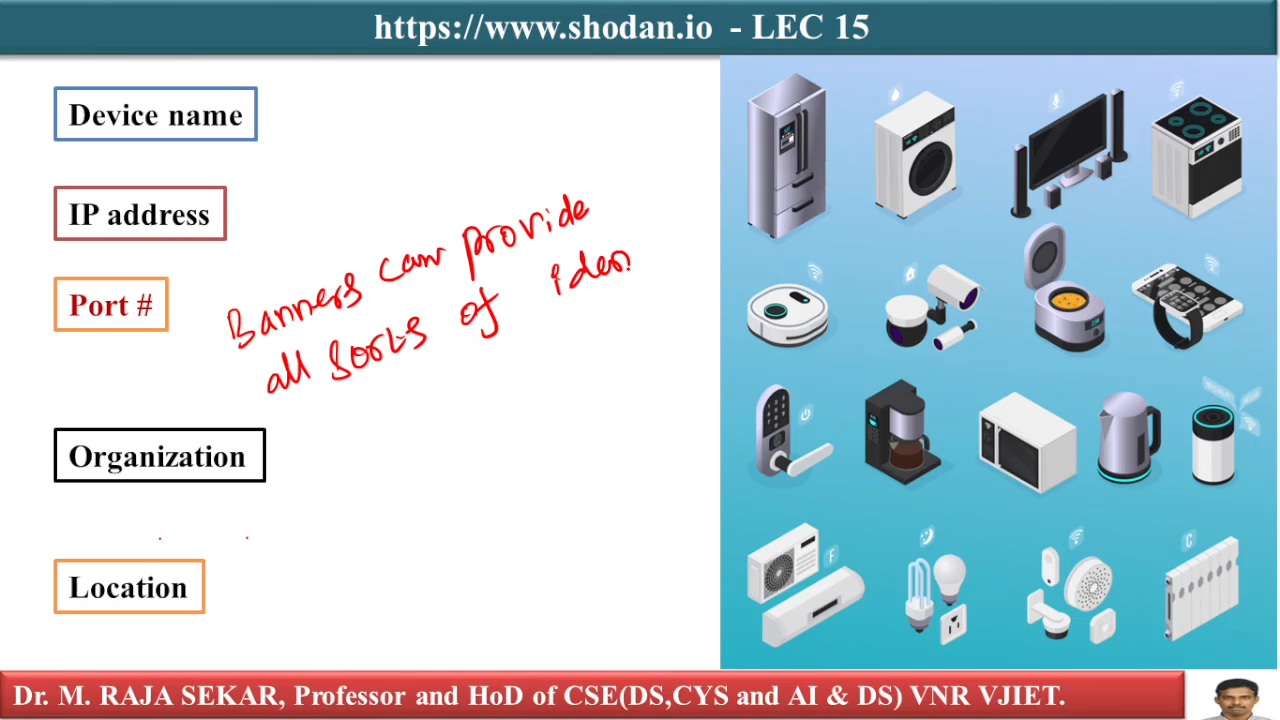 https://www.shodan.io - LEC 15
Device name
IP address
Port #
Banners can provide
all sorts of
Organization
Location
F
C
Dr. M. RAJA SEKAR, Professor and HoD of CSE(DS,CYS and AI & DS) VNR VJIET.